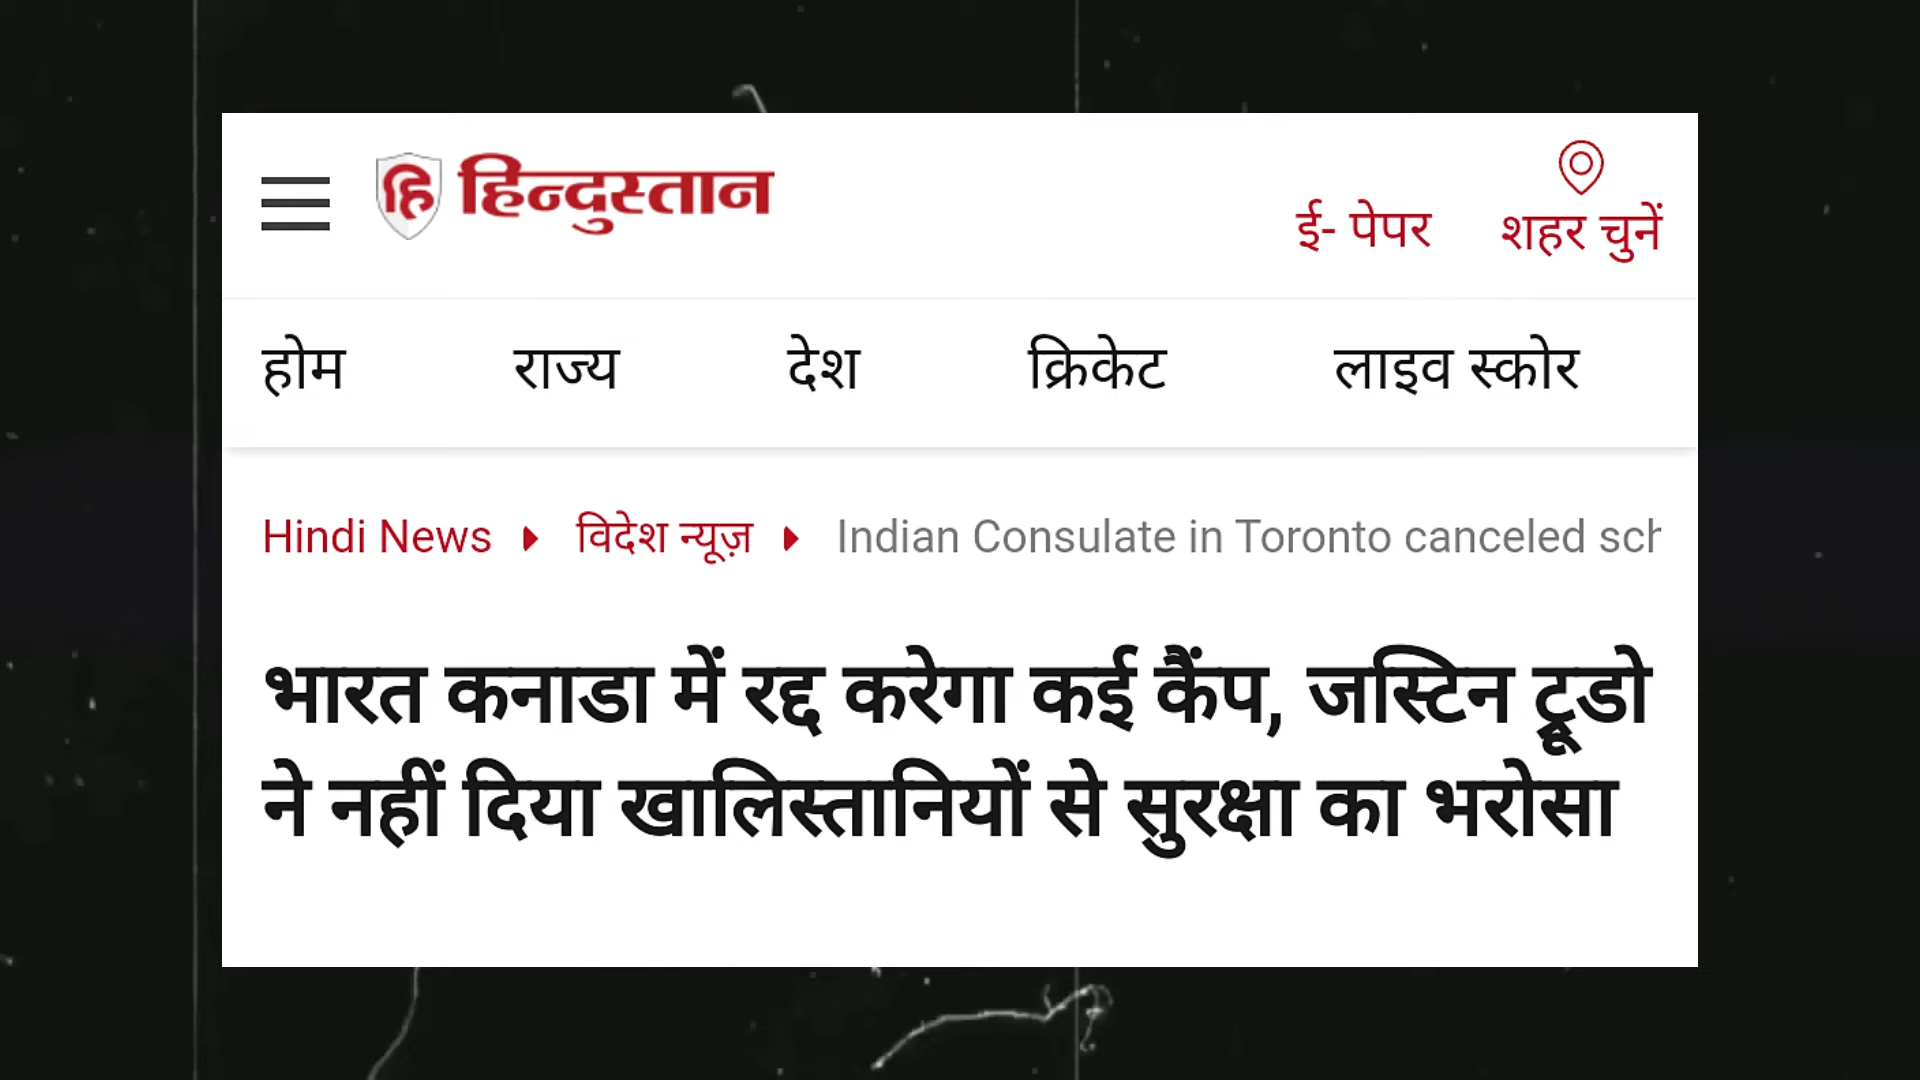 हि हिन्दुस्तान
ई- पेपर
शहर चुनें
होम राज्य देश क्रिकेट लाइव स्कोर
Hindi News विदेश न्यूज़ Indian Consulate in Toronto canceled sch
भारत कनाडा में रद्द करेगा कई कैंप, जस्टिन ट्रूडो
ने नहीं दिया खालिस्तानियों से सुरक्षा का भरोसा